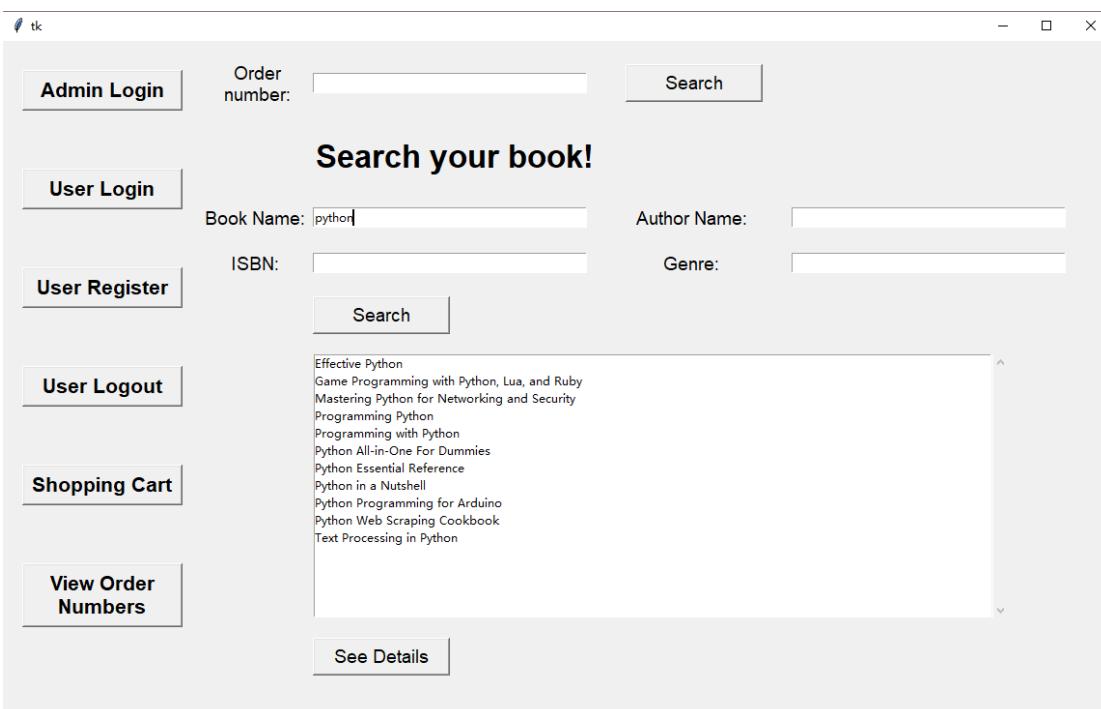 tk
Admin Login
Order
number:
Search
Search your book!
User Login
Book Name: python
Author Name:
ISBN:
Genre:
User Register
Search
Effective Python
Game Programming with Python, Lua, and Ruby
Mastering Python for Networking and Security
Programming Python
Programming with Python
Python All-in-One For Dummies
Python Essential Reference
Python in a Nutshell
Python Programming for Arduino
Python Web Scraping Cookbook
Text Processing in Python
User Logout
Shopping Cart
View Order
Numbers
See Details